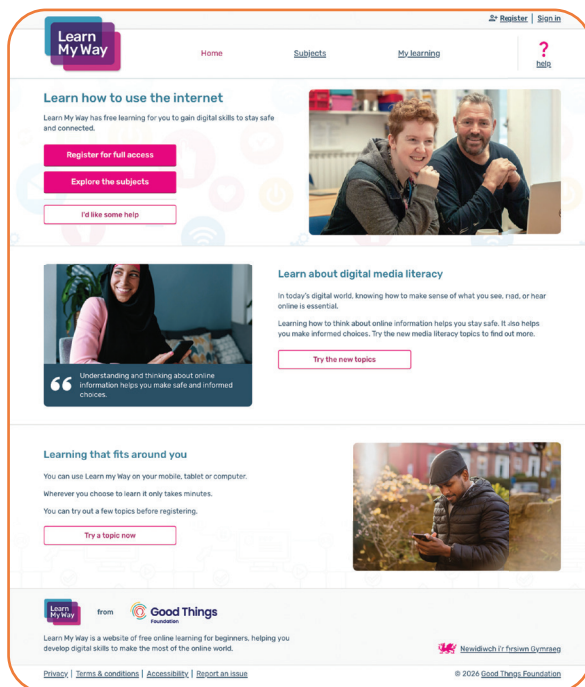 Register | Sign in
Learn
My Way
Home
Subjects
My learning
?
help
Learn how to use the internet
Learn My Way has free learning for you to gain digital skills to stay safe
and connected.
Register for full access
Explore the subjects
I'd like some help
Learn about digital media literacy
In today's digital world, knowing how to make sense of what you see, riad, or hear
online is essential.
Learning how to think about online information helps you stay safe. It also helps
you make informed choices. Try the new media literacy topics to find out more.
Try the new topics
Understanding and thinking about online
information helps you make safe and informed
choices.
Learning that fits around you
You can use Learn my Way on your mobile, tablet or computer.
Wherever you choose to learn it only takes minutes.
You can try out a few topics before registering.
Try a topic now
Learn
My Way
from
Good Things
Foundation
Learn My Way is a website of free online learning for beginners, helping you
develop digital skills to make the most of the online world.
Newidiwch i'r fyrsiwn Gymraeg
Privacy | Terms & conditions | Accessibility | Report an issue
© 2026 Good Things Foundation